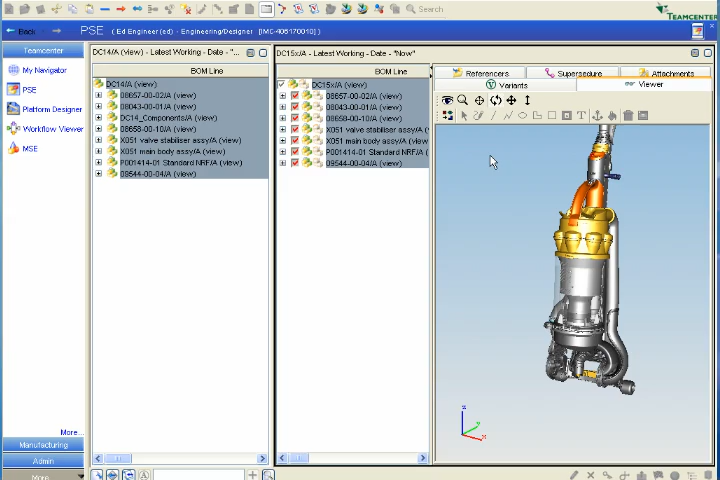 Search
TEAMCENTER
Back
PSE ( Ed Engineer (ed) - Engineering/Designer [IMC-406170010] )
Teamcenter
My Navigator
PSE
Platform Designer
Workflow Viewer
MSE
More...
Manufacturing
Admin
More
DC14/A (view) - Latest Working - Date - "...
BOM Line
DC14/A (view)
08657-00-02/A (view)
08043-00-01/A (view)
DC14_Components/A (view)
08658-00-10/A (view)
X051 valve stabiliser assy/A (view)
X051 main body assy/A (view)
P001414-01 Standard NRF/A (view)
09544-00-04/A (view)
DC15x/A - Latest Working - Date - "Now"
BOM Line
DC15x/A (view)
08657-00-02/A (view)
08043-00-01/A (view)
08658-00-10/A (view)
X051 valve stabiliser assy/A (v
X051 main body assy/A (view)
P001414-01 Standard NRF/A (
09544-00-04/A (view)
Referencers
Supersedure
Attachments
Variants
Viewer